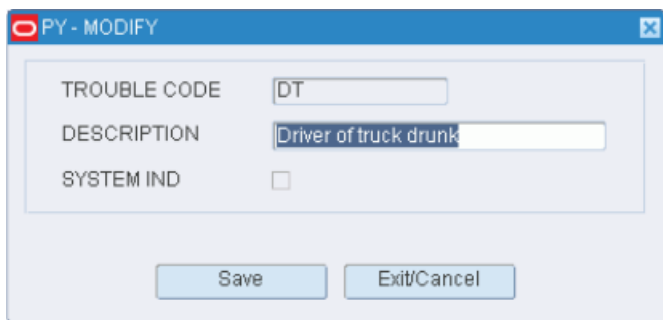 PY - MODIFY
TROUBLE CODE DT
DESCRIPTION Driver of truck drunk
SYSTEM IND
Save Exit/Cancel